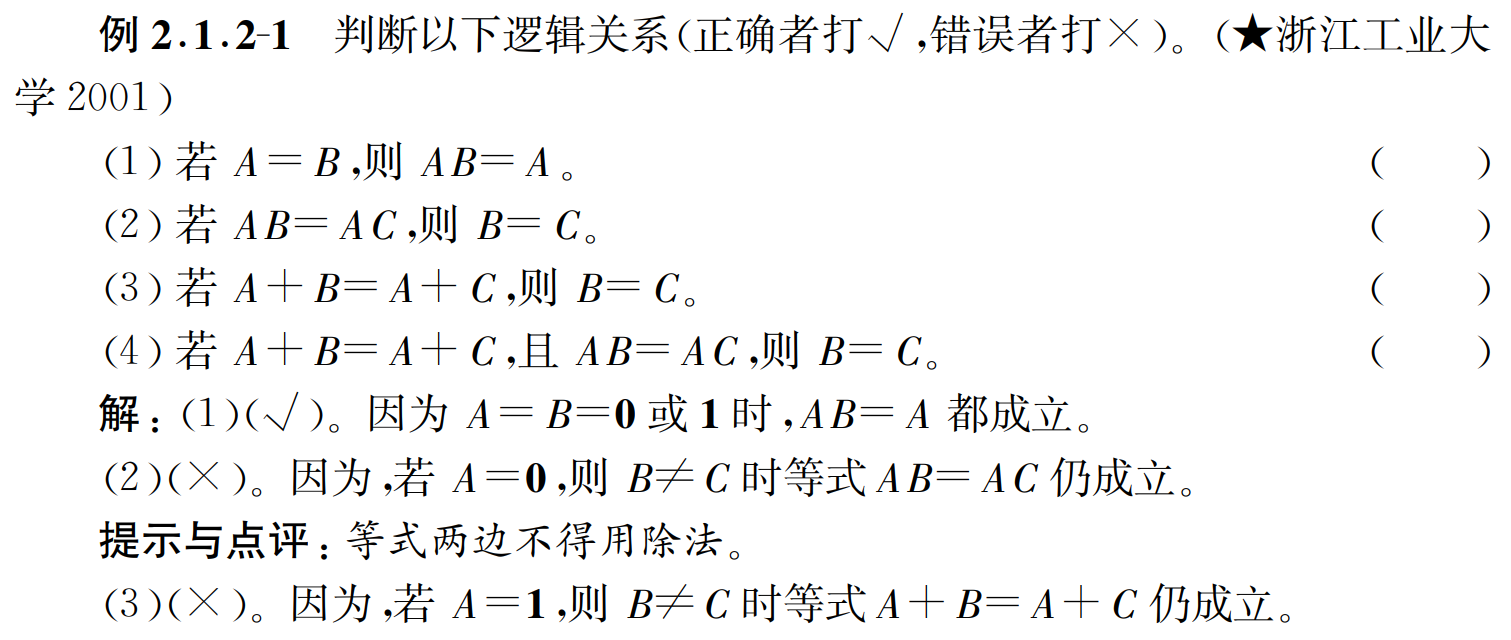 例 2.1.2-1 判断以下逻辑关系(正确者打√,错误者打×)。(★浙江工业大
学 2001)
(1)若 A=B,则 AB=A。 ( )
(2)若 AB=AC,则 B=C。 ( )
(3)若 A+B=A+C,则 B=C。 ( )
(4)若 A+B=A+C,且 AB=AC,则 B=C。 ( )
解:(1)(√)。因为 A=B=0 或 1 时,AB=A 都成立。
(2)(×)。因为,若 A=0,则 B≠C 时等式 AB=AC 仍成立。
提示与点评:等式两边不得用除法。
(3)(×)。因为,若 A=1,则 B≠C 时等式 A+B=A+C 仍成立。